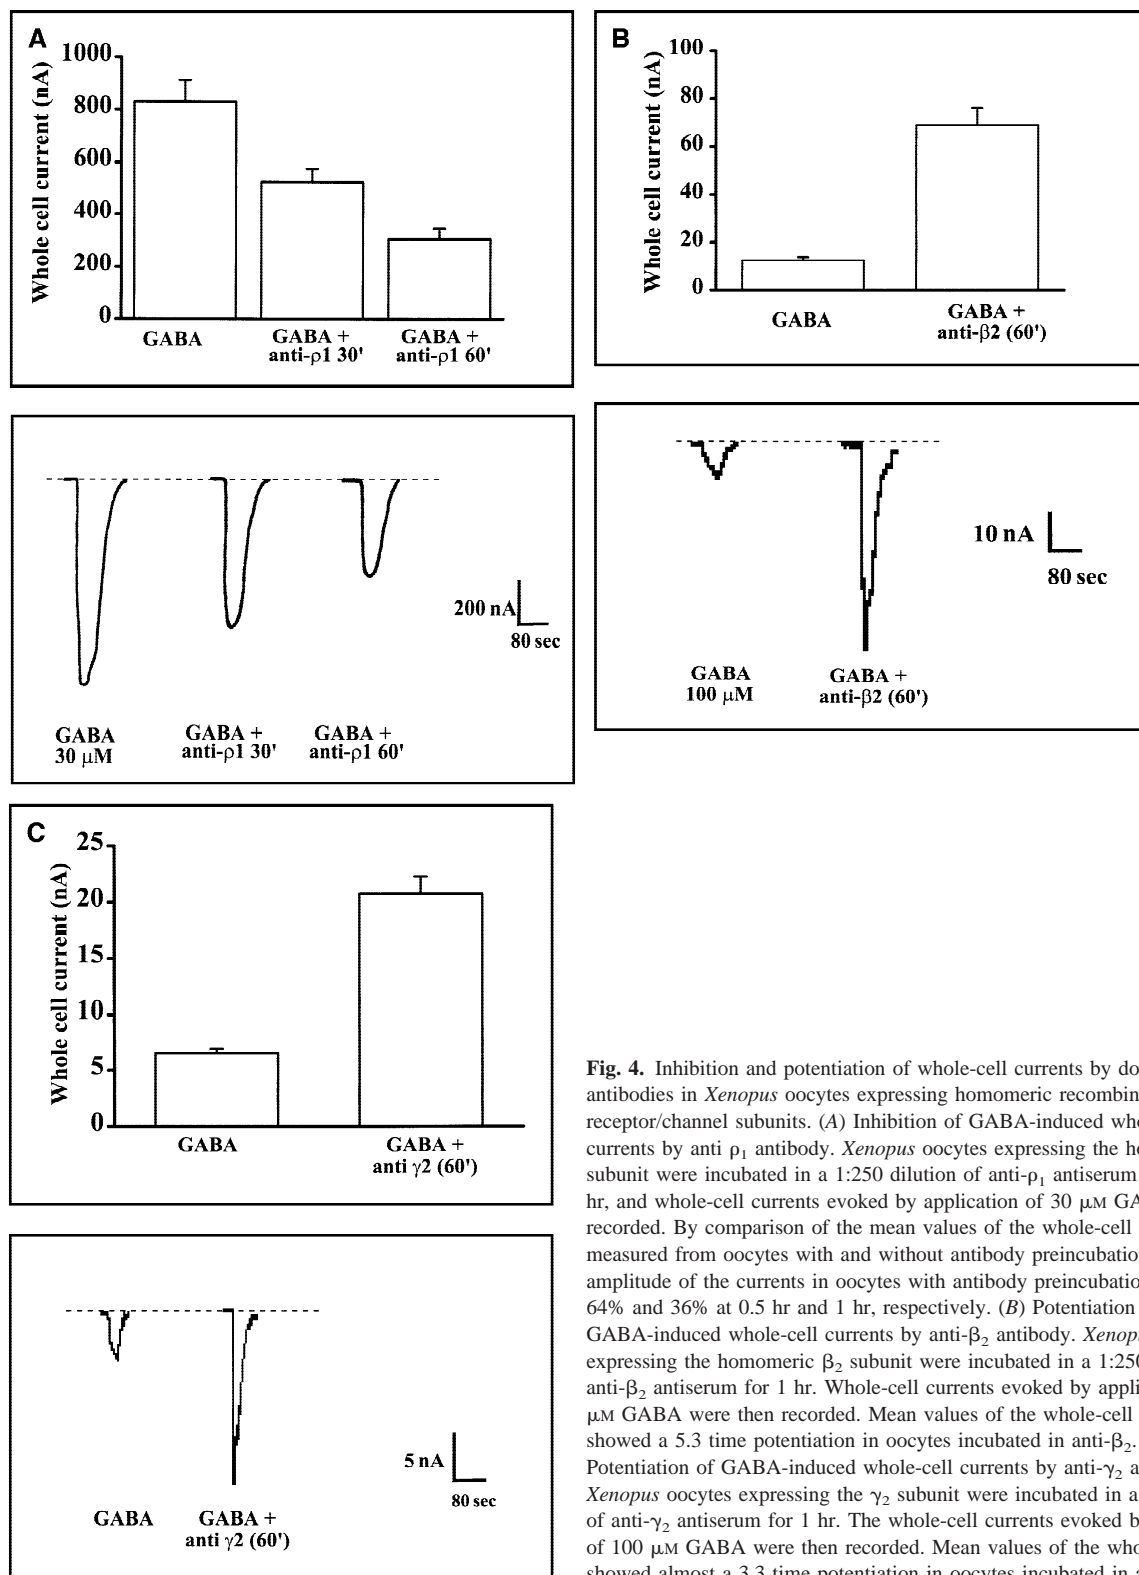 A
Whole cell current (nA)
1000
800
600
400
200
0
GABA
GABA +
anti-ρ1 30'
GABA +
anti-ρ1 60'
200 nA
80 sec
GABA
30 µM
GABA +
anti-ρ1 30'
GABA +
anti-ρ1 60'
B
Whole cell current (nA)
100
80
60
40
20
0
GABA
GABA +
anti-β2 (60')
10 nA
80 sec
GABA
100 µM
GABA +
anti-β2 (60')
C
Whole cell current (nA)
25
20
15
10
5
0
GABA
GABA +
anti γ2 (60')
5 nA
80 sec
GABA
GABA +
anti γ2 (60')
Fig. 4. Inhibition and potentiation of whole-cell currents by do
antibodies in Xenopus oocytes expressing homomeric recombin
receptor/channel subunits. (A) Inhibition of GABA-induced who
currents by anti ρ1 antibody. Xenopus oocytes expressing the ho
subunit were incubated in a 1:250 dilution of anti-ρ1 antiserum
hr, and whole-cell currents evoked by application of 30 µM GA
recorded. By comparison of the mean values of the whole-cell
measured from oocytes with and without antibody preincubation
amplitude of the currents in oocytes with antibody preincubatio
64% and 36% at 0.5 hr and 1 hr, respectively. (B) Potentiation
GABA-induced whole-cell currents by anti-β2 antibody. Xenopu
expressing the homomeric β2 subunit were incubated in a 1:250
anti-β2 antiserum for 1 hr. Whole-cell currents evoked by appli
µM GABA were then recorded. Mean values of the whole-cell
showed a 5.3 time potentiation in oocytes incubated in anti-β2.
Potentiation of GABA-induced whole-cell currents by anti-γ2 a
Xenopus oocytes expressing the γ2 subunit were incubated in a
of anti-γ2 antiserum for 1 hr. The whole-cell currents evoked b
of 100 µM GABA were then recorded. Mean values of the who
showed almost a 3.3 time potentiation in oocytes incubated in a